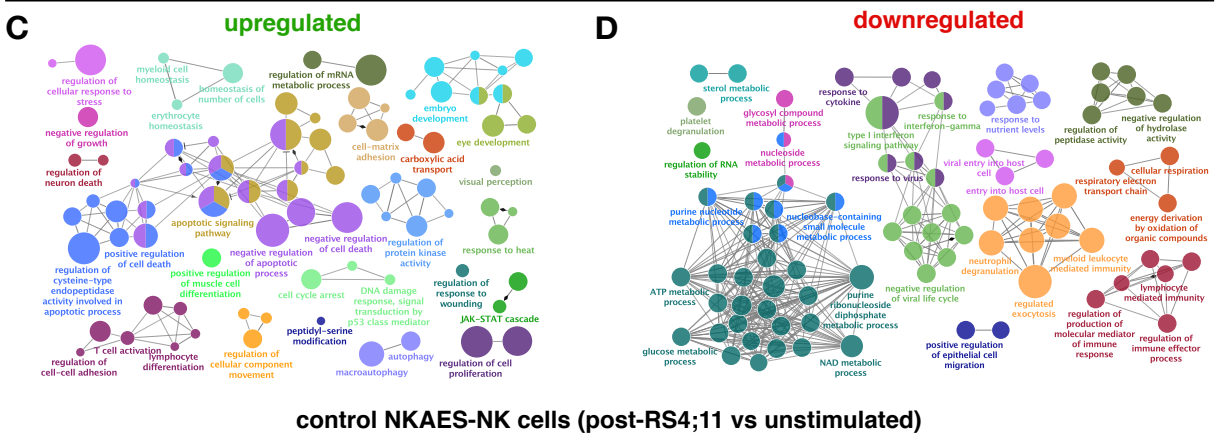 C
upregulated
regulation of
cellular response to
stress
negative regulation
of growth
regulation of
neuron death
myeloid cell
homeostasis
homeostasis of
number of cells
erythrocyte
homeostasis
regulation of mRNA
metabolic process
cell-matrix
adhesion
carboxylic acid
transport
embryo
development
eye development
visual perception
response to heat
apoptotic signaling
pathway
negative regulation
of cell death
negative regulation
of apoptotic
process
regulation of
protein kinase
activity
positive regulation
of cell death
regulation of
cysteine-type
endopeptidase
activity involved in
apoptotic process
positive regulation
of muscle cell
differentiation
cell cycle arrest
DNA damage
response, signal
transduction by
p53 class mediator
regulation of
response to
wounding
JAK-STAT cascade
T cell activation
regulation of
cell-cell adhesion
lymphocyte
differentiation
regulation of
cellular component
movement
peptidyl-serine
modification
autophagy
macroautophagy
regulation of cell
proliferation
D
downregulated
sterol metabolic
process
platelet
degranulation
regulation of RNA
stability
glycosyl compound
metabolic process
nucleoside
metabolic process
response to
cytokine
response to
interferon-gamma
type I interferon
signaling pathway
response to virus
response to
nutrient levels
viral entry into host
cell
entry into host cell
regulation of
peptidase activity
negative regulation
of hydrolase
activity
cellular respiration
respiratory electron
transport chain
energy derivation
by oxidation of
organic compounds
purine nucleotide
metabolic process
nucleobase-containing
small molecule
metabolic process
ATP metabolic
process
purine
ribonucleoside
diphosphate
metabolic process
glucose metabolic
process
NAD metabolic
process
negative regulation
of viral life cycle
neutrophil
degranulation
myeloid leukocyte
mediated immunity
regulated
exocytosis
positive regulation
of epithelial cell
migration
lymphocyte
mediated immunity
regulation of
production of
molecular mediator
of immune
response
regulation of
immune effector
process
control NKAES-NK cells (post-RS4;11 vs unstimulated)